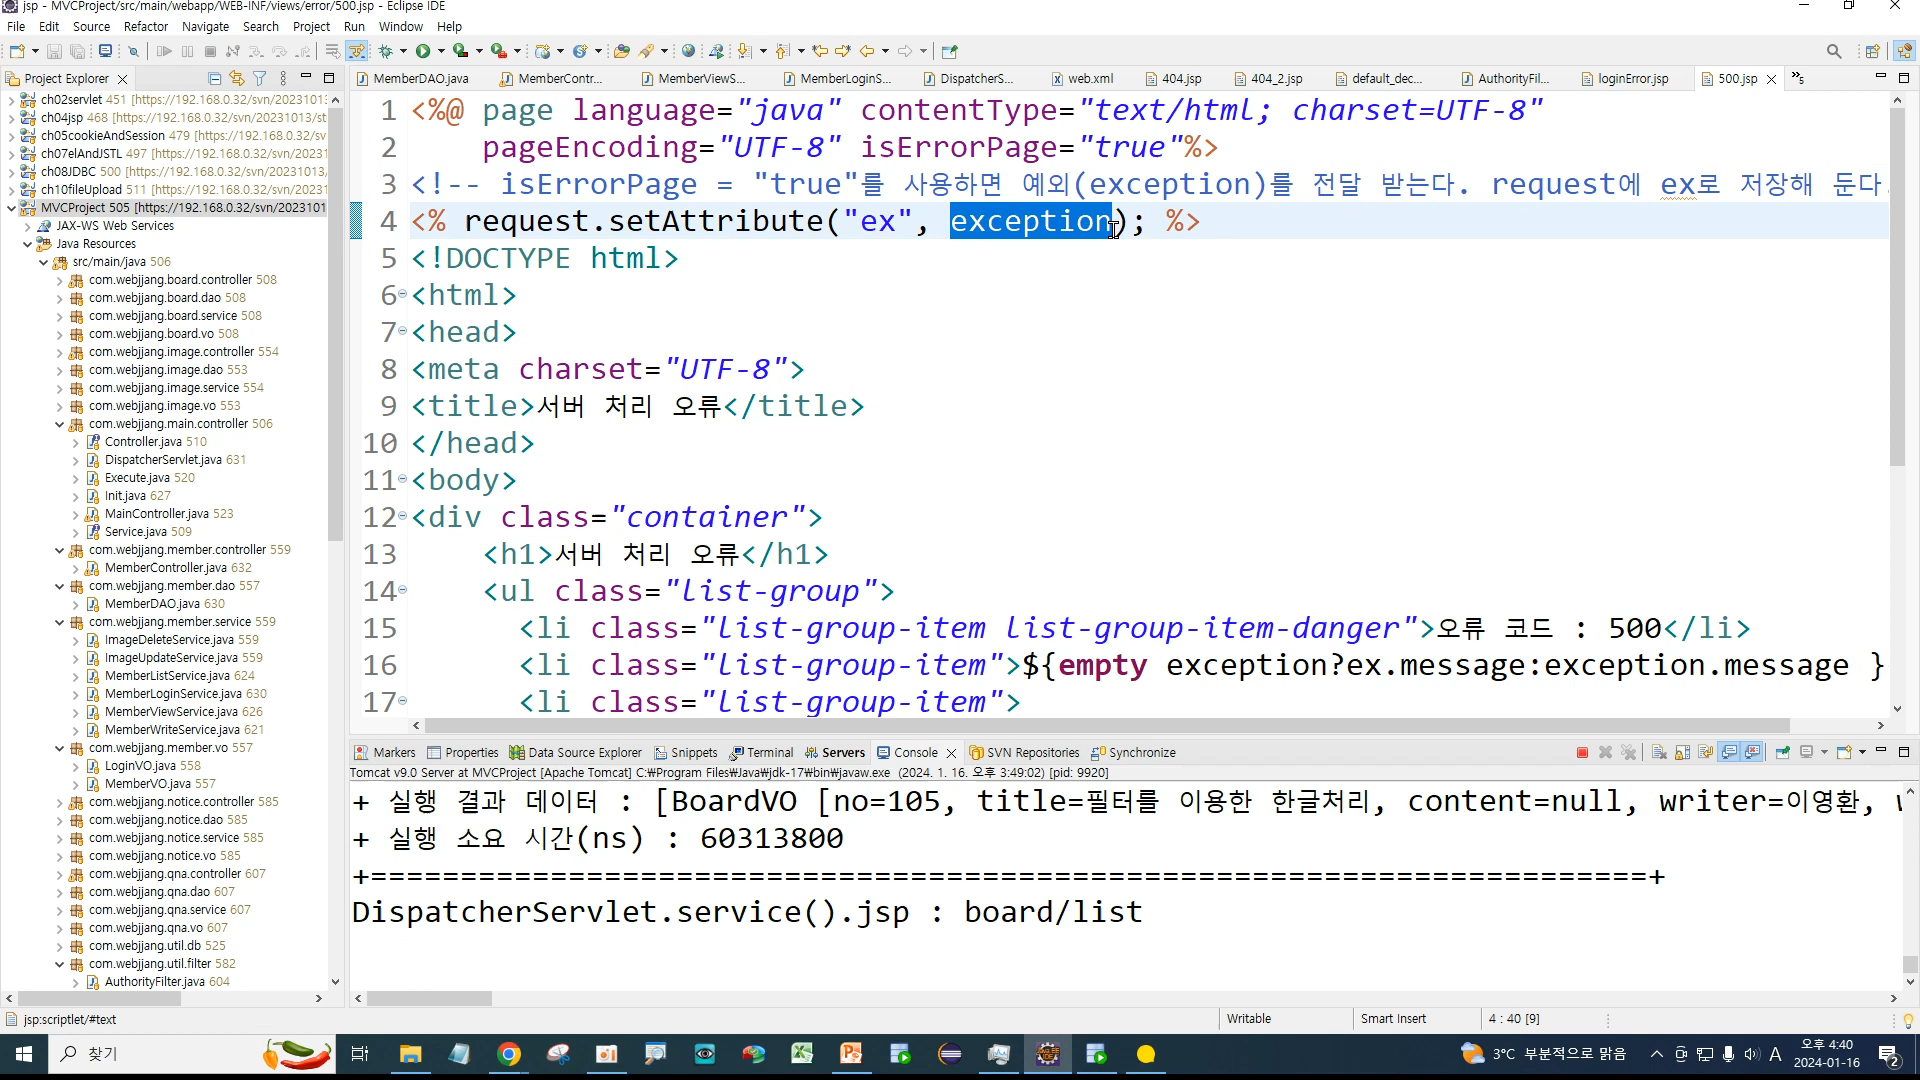 jsp - MVCProject/src/main/webapp/WEB-INF/views/error/500.jsp - Eclipse IDE
File Edit Source Refactor Navigate Search Project Run Window Help
Project Explorer
MemberDAO.java MemberContr... MemberViewS... MemberLoginS... DispatcherS... web.xml 404.jsp 404_2.jsp default_dec... AuthorityFil... loginError.jsp 500.jsp »5
ch02servlet 451 [https://192.168.0.32/svn/20231013
ch04jsp 468 [https://192.168.0.32/svn/20231013/st
ch05cookieAndSession 479 [https://192.168.0.32/sv
ch07elAndJSTL 497 [https://192.168.0.32/svn/20231
ch08JDBC 500 [https://192.168.0.32/svn/20231013,
ch10fileUpload 511 [https://192.168.0.32/svn/20231
MVCProject 505 [https://192.168.0.32/svn/202310
JAX-WS Web Services
Java Resources
src/main/java 506
com.webjjang.board.controller 508
com.webjjang.board.dao 508
com.webjjang.board.service 508
com.webjjang.board.vo 508
com.webjjang.image.controller 554
com.webjjang.image.dao 553
com.webjjang.image.service 554
com.webjjang.image.vo 553
com.webjjang.main.controller 506
Controller.java 510
DispatcherServlet.java 631
Execute.java 520
Init.java 627
MainController.java 523
Service.java 509
com.webjjang.member.controller 559
MemberController.java 632
com.webjjang.member.dao 557
MemberDAO.java 630
com.webjjang.member.service 559
ImageDeleteService.java 559
ImageUpdateService.java 559
MemberListService.java 624
MemberLoginService.java 630
MemberViewService.java 626
MemberWriteService.java 621
com.webjjang.member.vo 557
LoginVO.java 558
MemberVO.java 557
com.webjjang.notice.controller 585
com.webjjang.notice.dao 585
com.webjjang.notice.service 585
com.webjjang.notice.vo 585
com.webjjang.qna.controller 607
com.webjjang.qna.dao 607
com.webjjang.qna.service 607
com.webjjang.qna.vo 607
com.webjjang.util.db 525
com.webjjang.util.filter 582
AuthorityFilter.java 604
1 <%@ page language="java" contentType="text/html; charset=UTF-8"
2 pageEncoding="UTF-8" isErrorPage="true"%>
3 <!-- isErrorPage = "true"를 사용하면 예외(exception)를 전달 받는다. request에 ex로 저장해 둔다.
4 <% request.setAttribute("ex", exception); %>
5 <!DOCTYPE html>
6 <html>
7 <head>
8 <meta charset="UTF-8">
9 <title>서버 처리 오류</title>
10 </head>
11 <body>
12 <div class="container">
13 <h1>서버 처리 오류</h1>
14 <ul class="list-group">
15 <li class="list-group-item list-group-item-danger">오류 코드 : 500</li>
16 <li class="list-group-item">${empty exception?ex.message:exception.message }
17 <li class="list-group-item">
Markers Properties Data Source Explorer Snippets Terminal Servers Console SVN Repositories Synchronize
Tomcat v9.0 Server at MVCProject [Apache Tomcat] C:₩Program Files₩Java₩jdk-17₩bin₩javaw.exe (2024. 1. 16. 오후 3:49:02) [pid: 9920]
+ 실행 결과 데이터 : [BoardVO [no=105, title=필터를 이용한 한글처리, content=null, writer=이영환,
+ 실행 소요 시간(ns) : 60313800
+=======================================================================+
DispatcherServlet.service().jsp : board/list
jsp:scriptlet/#text
Writable Smart Insert 4 : 40 [9]
찾기
3°C 부분적으로 맑음 A 오후 4:40
2024-01-16
2